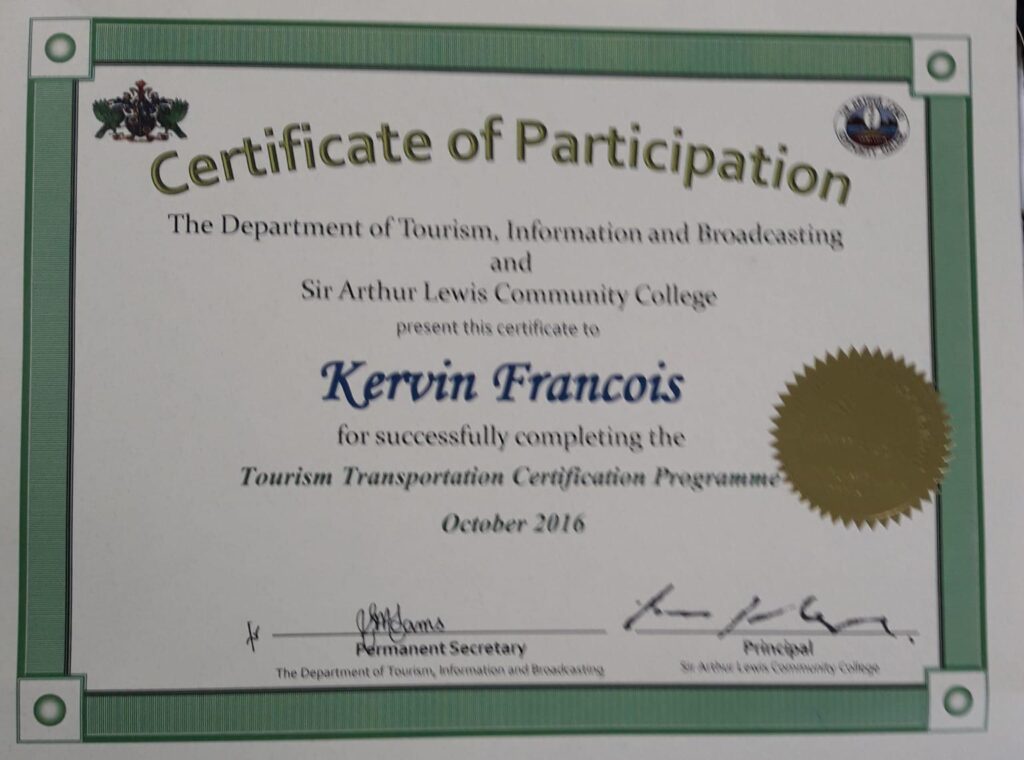 Certificate of Participation
The Department of Tourism, Information and Broadcasting
and
Sir Arthur Lewis Community College
present this certificate to
Kervin Francois
for successfully completing the
Tourism Transportation Certification Programme
October 2016
Permanent Secretary
The Department of Tourism, Information and Broadcasting
Principal
Sir Arthur Lewis Community College